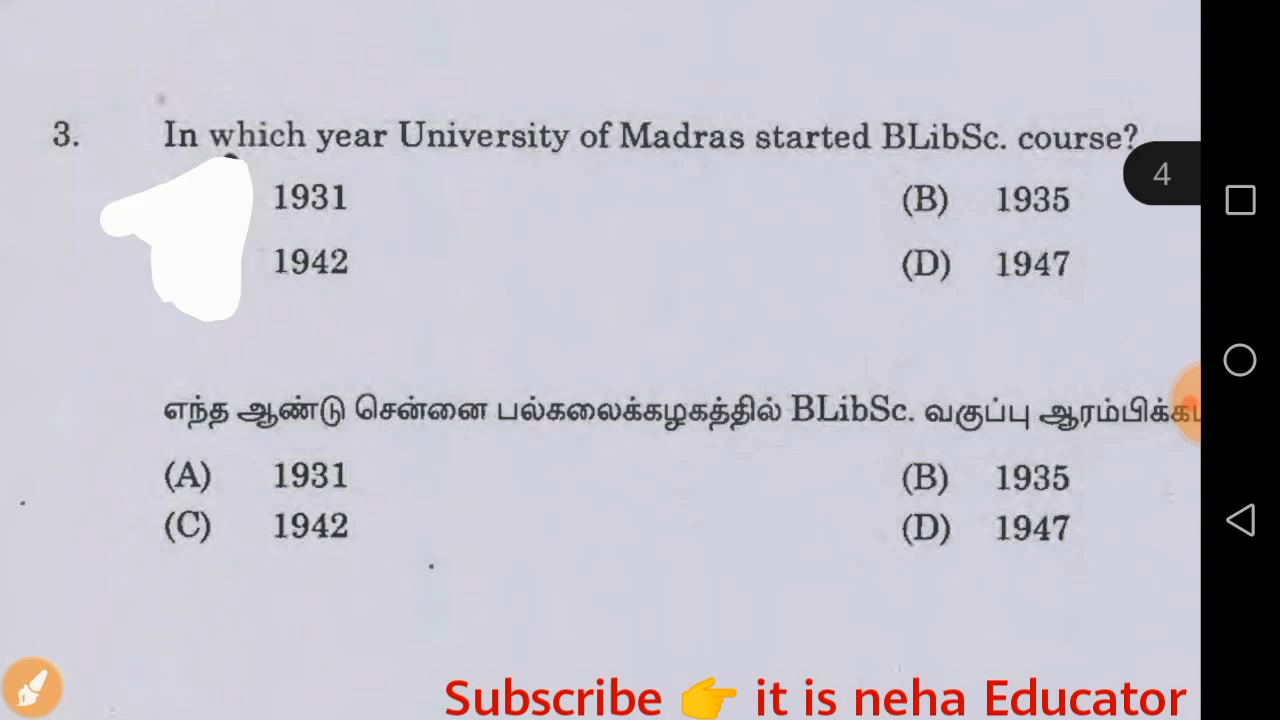 3. In which year University of Madras started BLibSc. course?
1931 (B) 1935
4
1942 (D) 1947
எந்த ஆண்டு சென்னை பல்கலைக்கழகத்தில் BLibSc. வகுப்பு
(A) 1931 (B) 1935
(C) 1942 (D) 1947
Subscribe 👉 it is neha Educator